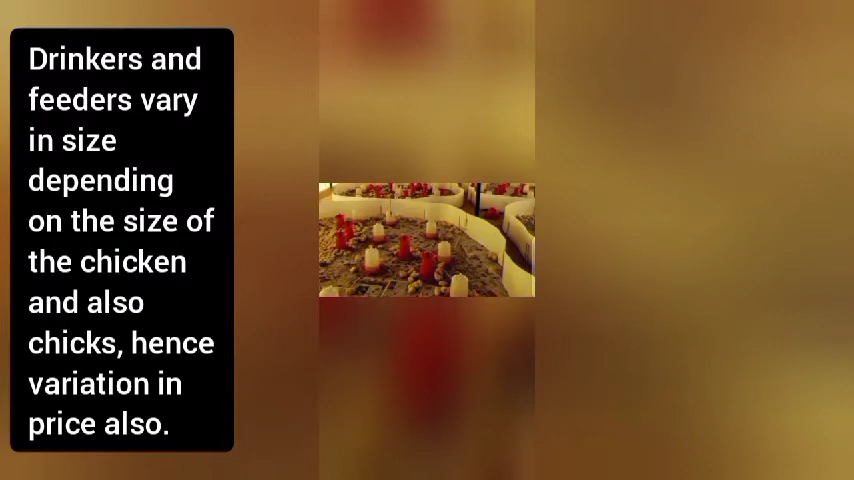 Drinkers and
feeders vary
in size
depending
on the size of
the chicken
and also
chicks, hence
variation in
price also.